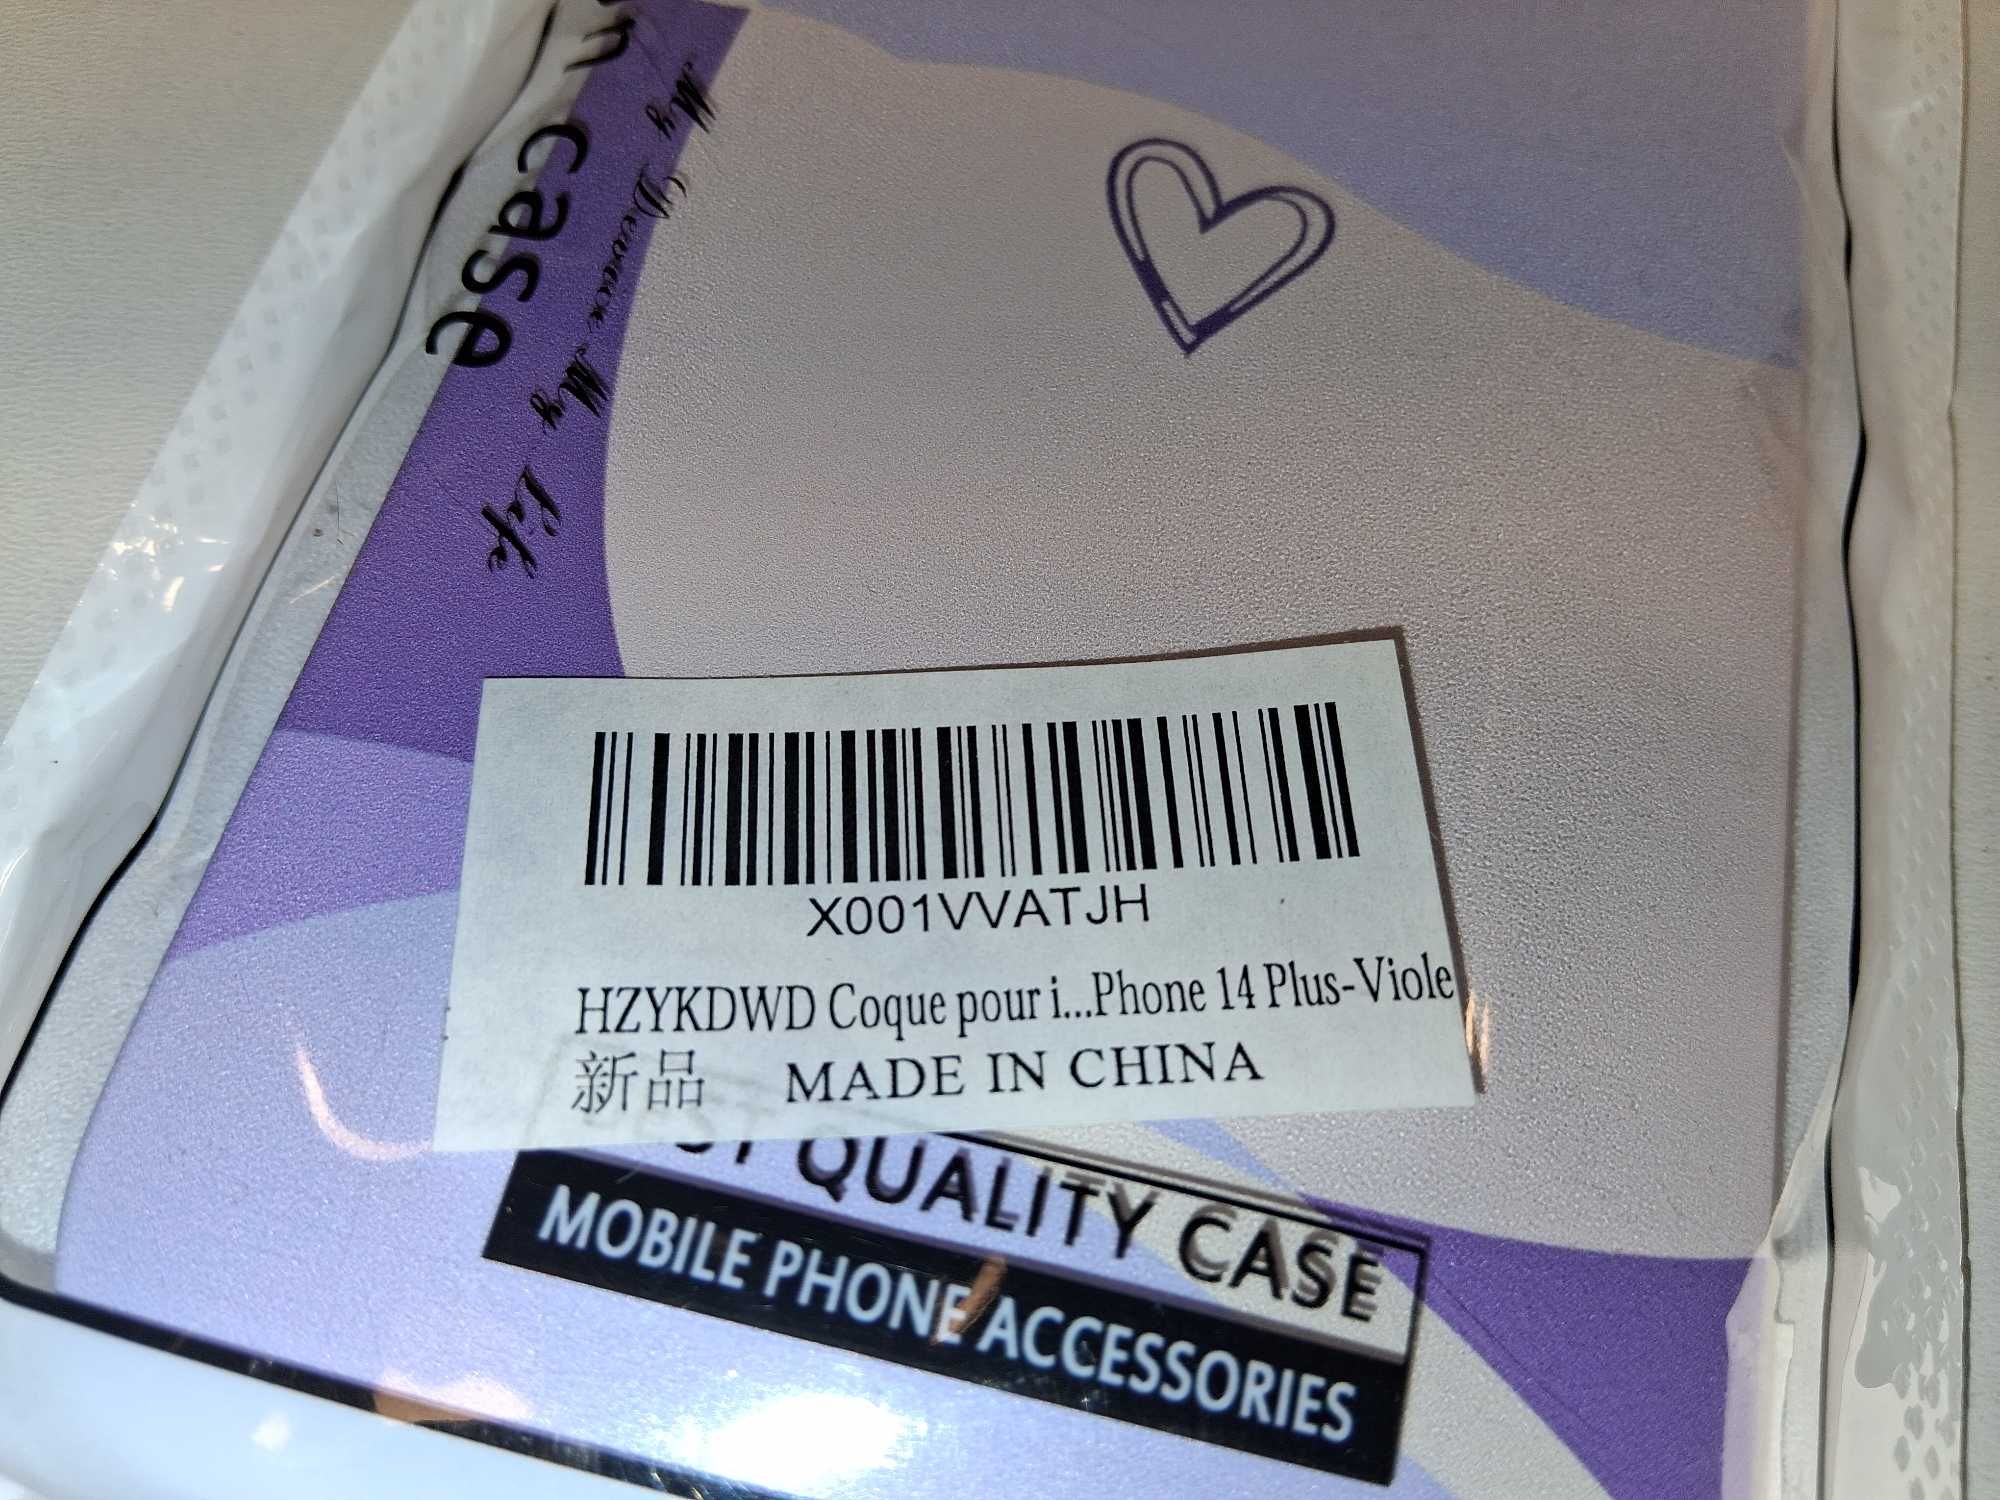 case
My Device, My Life
X001VVATJH
HZYKDWD Coque pour i...Phone 14 Plus-Viole
新品 MADE IN CHINA
QUALITY CASE
MOBILE PHONE ACCESSORIES